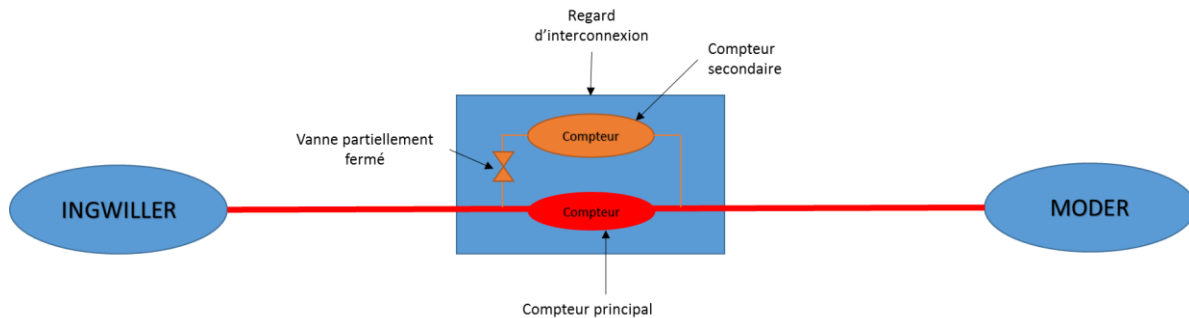 Regard
d’interconnexion
Compteur
secondaire
Vanne partiellement
fermé
Compteur
INGWILLER
Compteur
MODER
Compteur principal